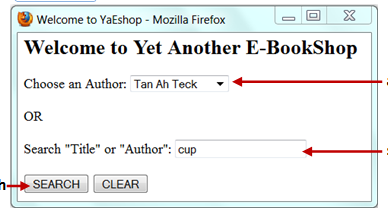 Welcome to YaEshop - Mozilla Firefox
Welcome to Yet Another E-BookShop
Choose an Author: Tan Ah Teck
OR
Search "Title" or "Author": cup
SEARCH CLEAR